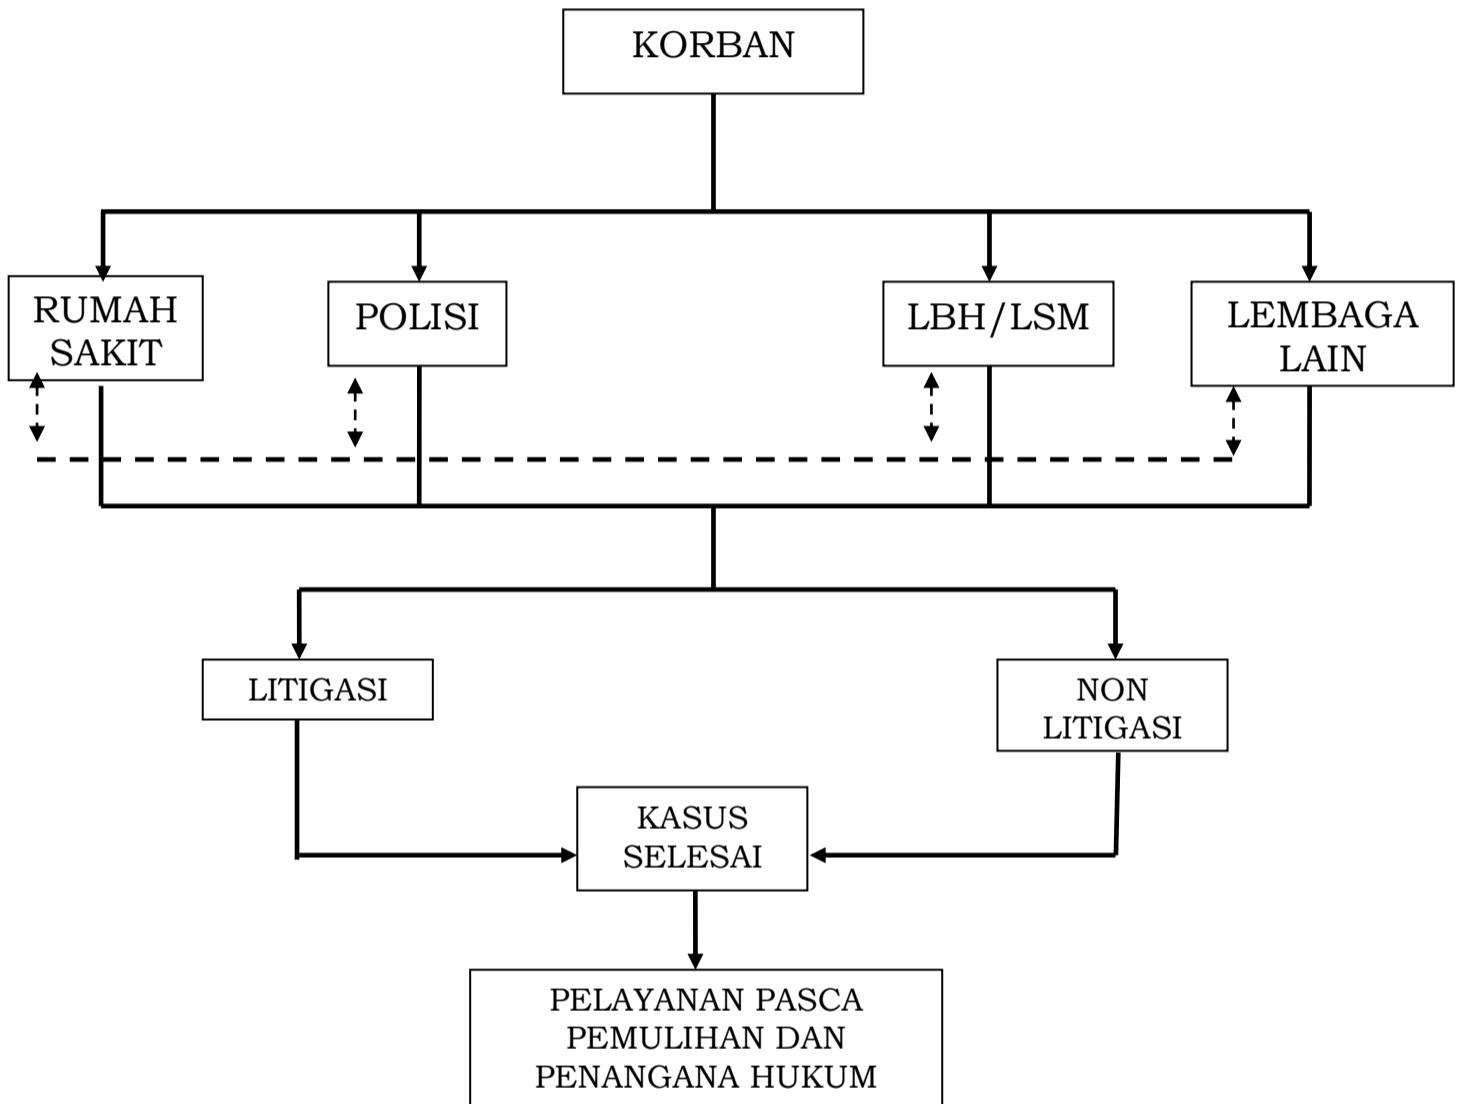 KORBAN
RUMAH
SAKIT
POLISI
LBH/LSM
LEMBAGA
LAIN
LITIGASI
NON
LITIGASI
KASUS
SELESAI
PELAYANAN PASCA
PEMULIHAN DAN
PENANGANA HUKUM